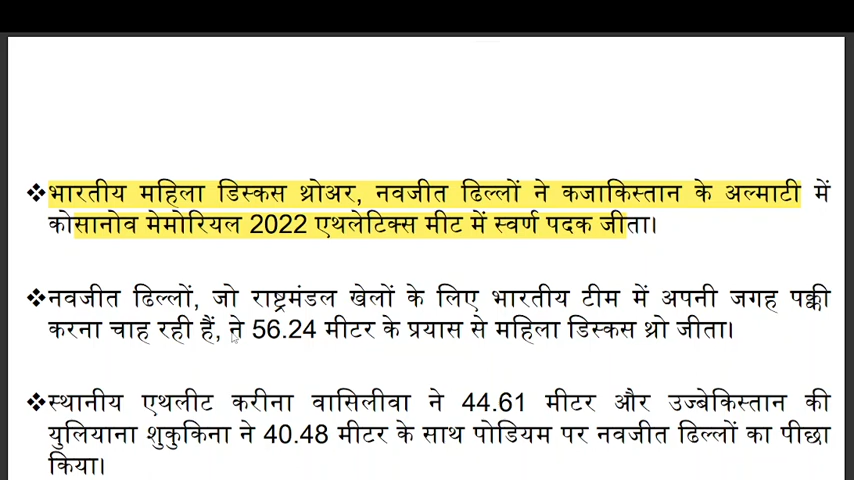 ❖भारतीय महिला डिस्कस थ्रोअर, नवजीत ढिल्लों ने कजाकिस्तान के अल्माटी में
कोसानोव मेमोरियल 2022 एथलेटिक्स मीट में स्वर्ण पदक जीता।
❖नवजीत ढिल्लों, जो राष्ट्रमंडल खेलों के लिए भारतीय टीम में अपनी जगह पक्की
करना चाह रही हैं, ने 56.24 मीटर के प्रयास से महिला डिस्कस थ्रो जीता।
❖स्थानीय एथलीट करीना वासिलीवा ने 44.61 मीटर और उज्बेकिस्तान की
युलियाना शुकुकिना ने 40.48 मीटर के साथ पोडियम पर नवजीत ढिल्लों का पीछा
किया।